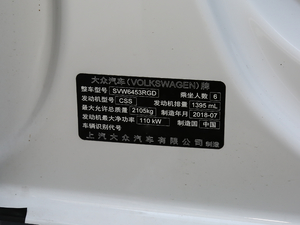 大众汽车(VOLKSWAGEN)牌
整车型号 SVW6453RGD 乘坐人数 6
发动机型号 CSS 发动机排量 1395 mL
最大允许总质量 2105kg 制造年月 2018-07
发动机最大净功率 110 kW 制造国 中国
车辆识别代号
上汽大众汽车有限公司 制造